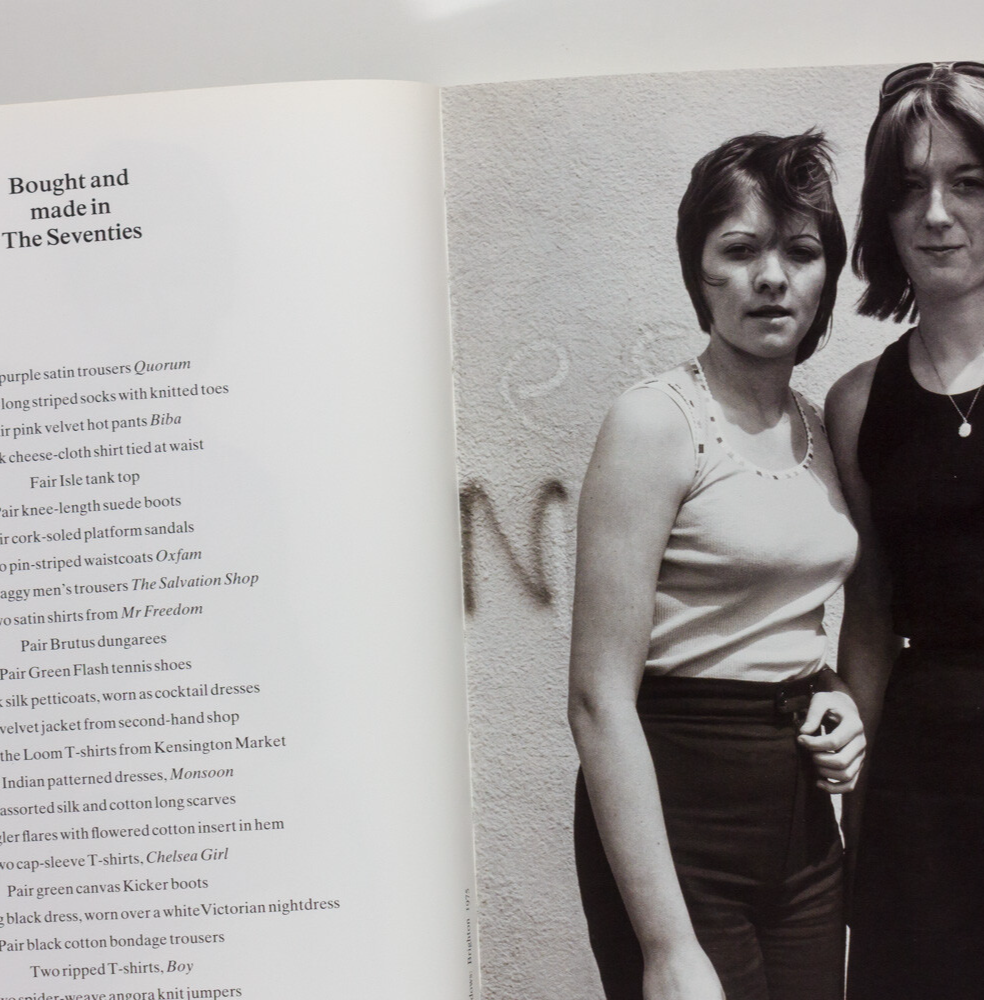 Bought and
made in
The Seventies
purple satin trousers Quorum
long striped socks with knitted toes
pink velvet hot pants Biba
cheese-cloth shirt tied at waist
Fair Isle tank top
Pair knee-length suede boots
cork-soled platform sandals
pin-striped waistcoats Oxfam
men's trousers The Salvation Shop
satin shirts from Mr Freedom
Pair Brutus dungarees
Pair Green Flash tennis shoes
silk petticoats, worn as cocktail dresses
velvet jacket from second-hand shop
the Loom T-shirts from Kensington Market
Indian patterned dresses, Monsoon
assorted silk and cotton long scarves
flares with flowered cotton insert in hem
cap-sleeve T-shirts, Chelsea Girl
Pair green canvas Kicker boots
black dress, worn over a white Victorian nightdress
Pair black cotton bondage trousers
Two ripped T-shirts, Boy
spider-weave angora knit jumpers
Brighton 1975
N